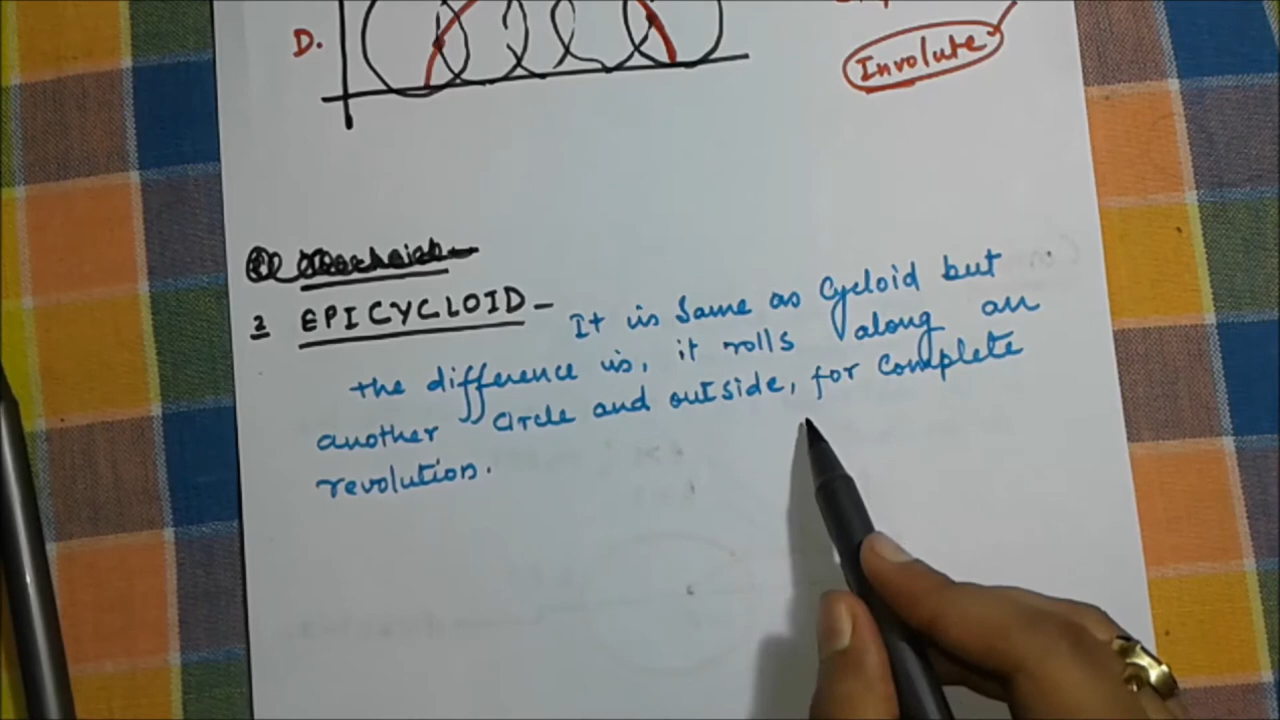 D.
Involute
2 EPICYCLOID - It is same as Cycloid but
the difference is, it rolls along an
another circle and outside, for complete
revolution.